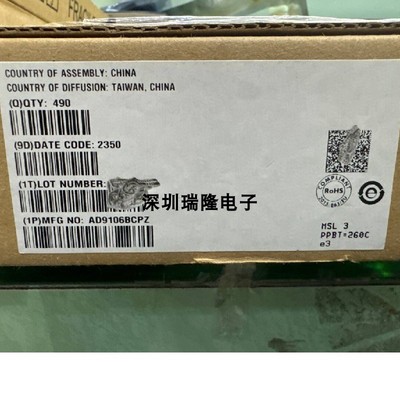 COUNTRY OF ASSEMBLY: CHINA
COUNTRY OF DIFFUSION: TAIWAN, CHINA
(Q)QTY: 490
(9D)DATE CODE: 2350
(1T)LOT NUMBER:
深圳瑞隆电子
(1P)MFG NO: AD9106BCPZ
COMPLIANT
RoHS
e
MSL 3
PPBT=260C
e3